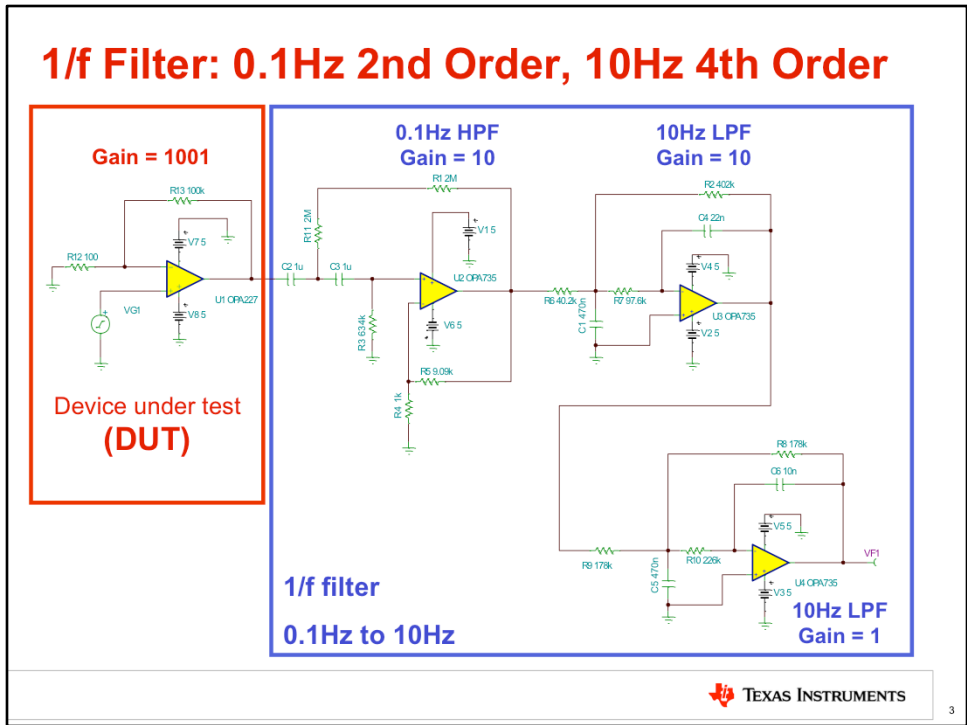 1/f Filter: 0.1Hz 2nd Order, 10Hz 4th Order
Gain = 1001
R13 100k
V7 5
R12 100
U1 OPA227
VG1
V8 5
Device under test
(DUT)
0.1Hz HPF
Gain = 10
R1 2M
R11 2M
V1 5
C2 1u
C3 1u
U2 OPA735
R3 634k
V6 5
R5 9.09k
R4 1k
10Hz LPF
Gain = 10
R2 402k
C4 22n
V4 5
R6 40.2k
R7 97.6k
C1 470n
U3 OPA735
V2 5
R8 178k
C6 10n
V5 5
R9 178k
R10 226k
C5 470n
VF1
U4 OPA735
V3 5
10Hz LPF
Gain = 1
1/f filter
0.1Hz to 10Hz
TEXAS INSTRUMENTS
3